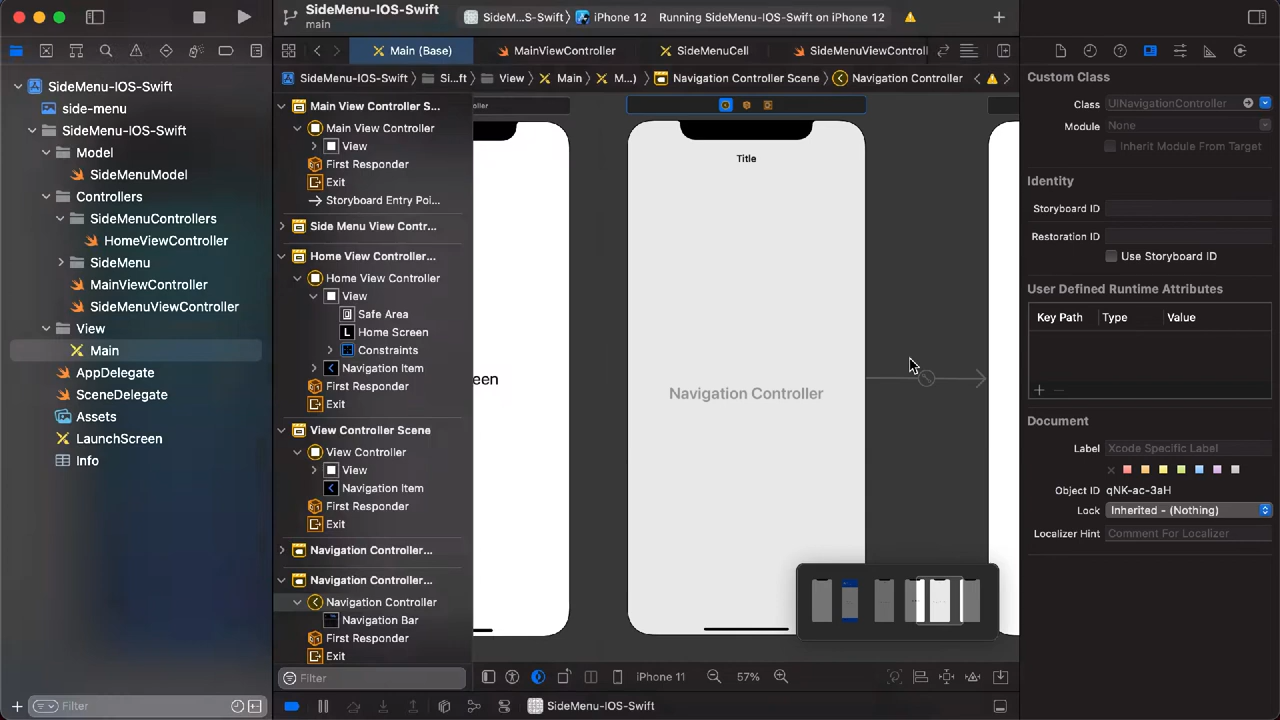 SideMenu-IOS-Swift
main
SideM...S-Swift
iPhone 12
Running SideMenu-IOS-Swift on iPhone 12
Main (Base)
MainViewController
SideMenuCell
SideMenuViewControll
SideMenu-IOS-Swift
Si...ft
View
Main
M...)
Navigation Controller Scene
Navigation Controller
SideMenu-IOS-Swift
side-menu
SideMenu-IOS-Swift
Model
SideMenuModel
Controllers
SideMenuControllers
HomeViewController
SideMenu
MainViewController
SideMenuViewController
View
Main
AppDelegate
SceneDelegate
Assets
LaunchScreen
Info
Filter
Main View Controller S...
Main View Controller
View
First Responder
Exit
Storyboard Entry Poi...
Side Menu View Contr...
Home View Controller...
Home View Controller
View
Safe Area
L Home Screen
Constraints
Navigation Item
First Responder
Exit
View Controller Scene
View Controller
View
Navigation Item
First Responder
Exit
Navigation Controller...
Navigation Controller...
Navigation Controller
Navigation Bar
First Responder
Exit
Filter
oller
een
Title
Navigation Controller
iPhone 11
57%
SideMenu-IOS-Swift
Custom Class
Class UINavigationController
Module None
Inherit Module From Target
Identity
Storyboard ID
Restoration ID
Use Storyboard ID
User Defined Runtime Attributes
Key Path Type Value
Document
Label Xcode Specific Label
Object ID qNK-ac-3aH
Lock Inherited - (Nothing)
Localizer Hint Comment For Localizer